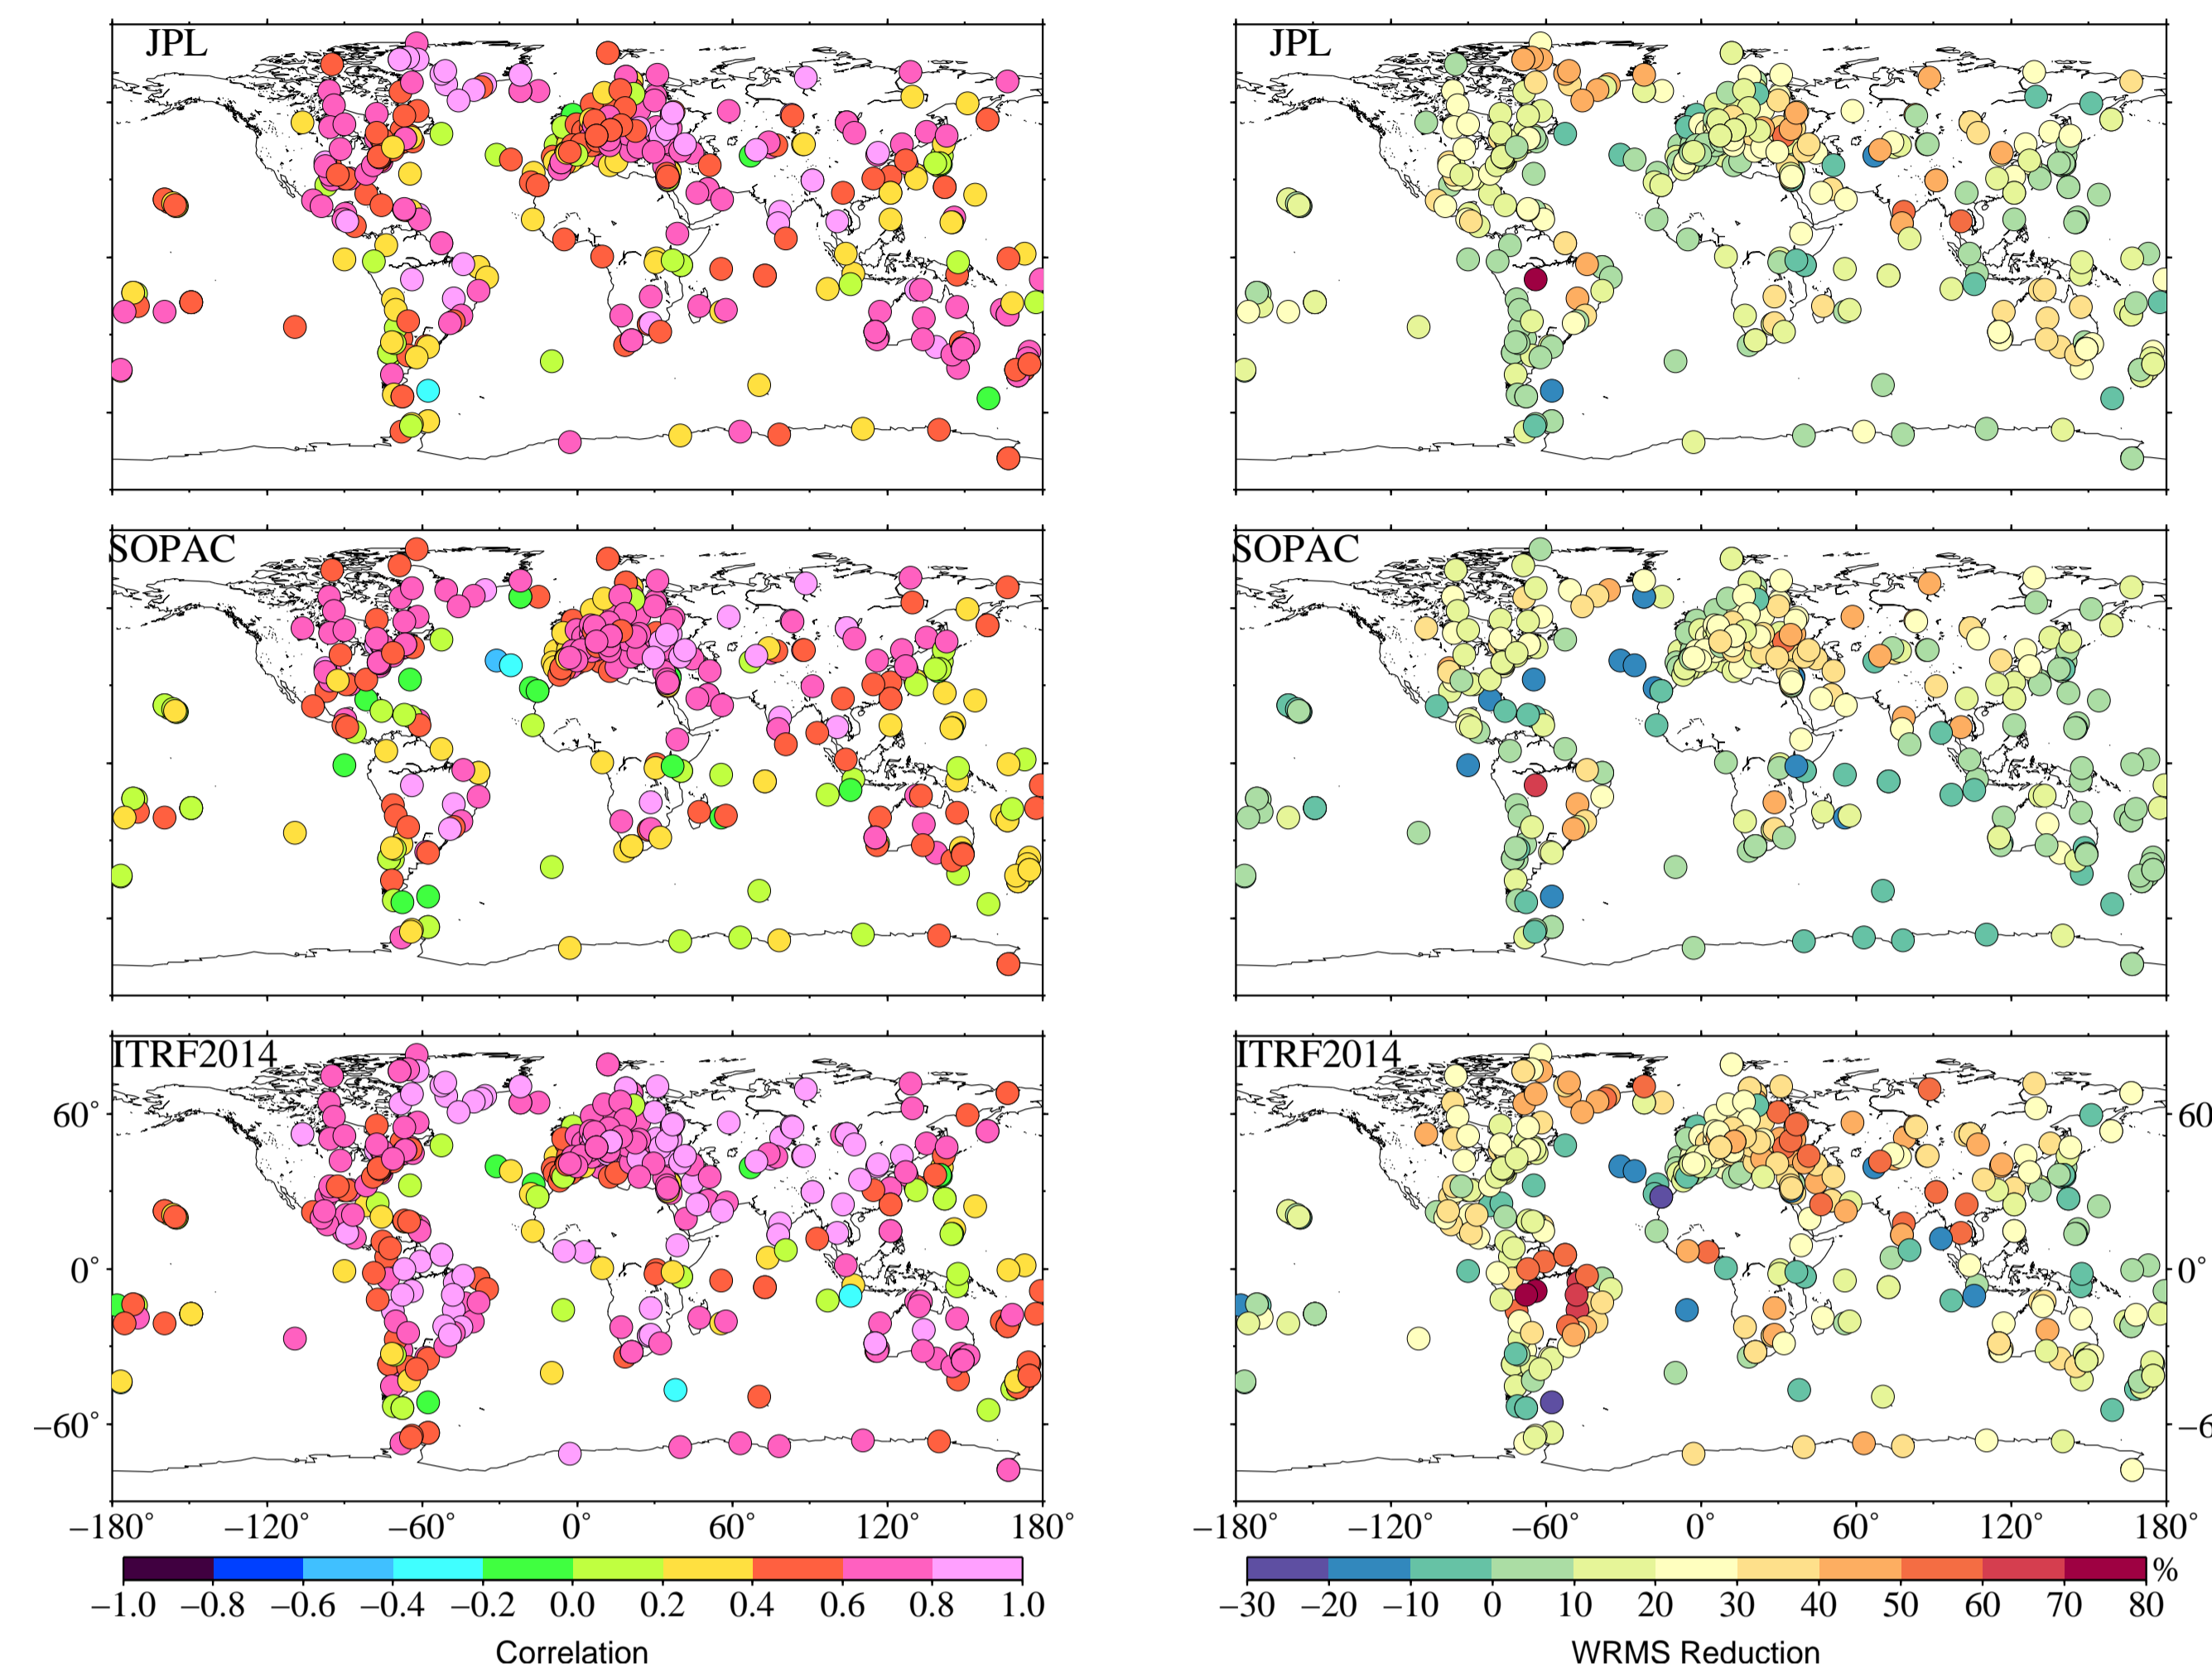 JPL
JPL
SOPAC
SOPAC
ITRF2014
ITRF2014
60° 60
0° 0°
−60° −6
−180° −120° −60° 0° 60° 120° 180°
−180° −120° −60° 0° 60° 120° 180°
−1.0 −0.8 −0.6 −0.4 −0.2 0.0 0.2 0.4 0.6 0.8 1.0
%
−30 −20 −10 0 10 20 30 40 50 60 70 80
Correlation
WRMS Reduction